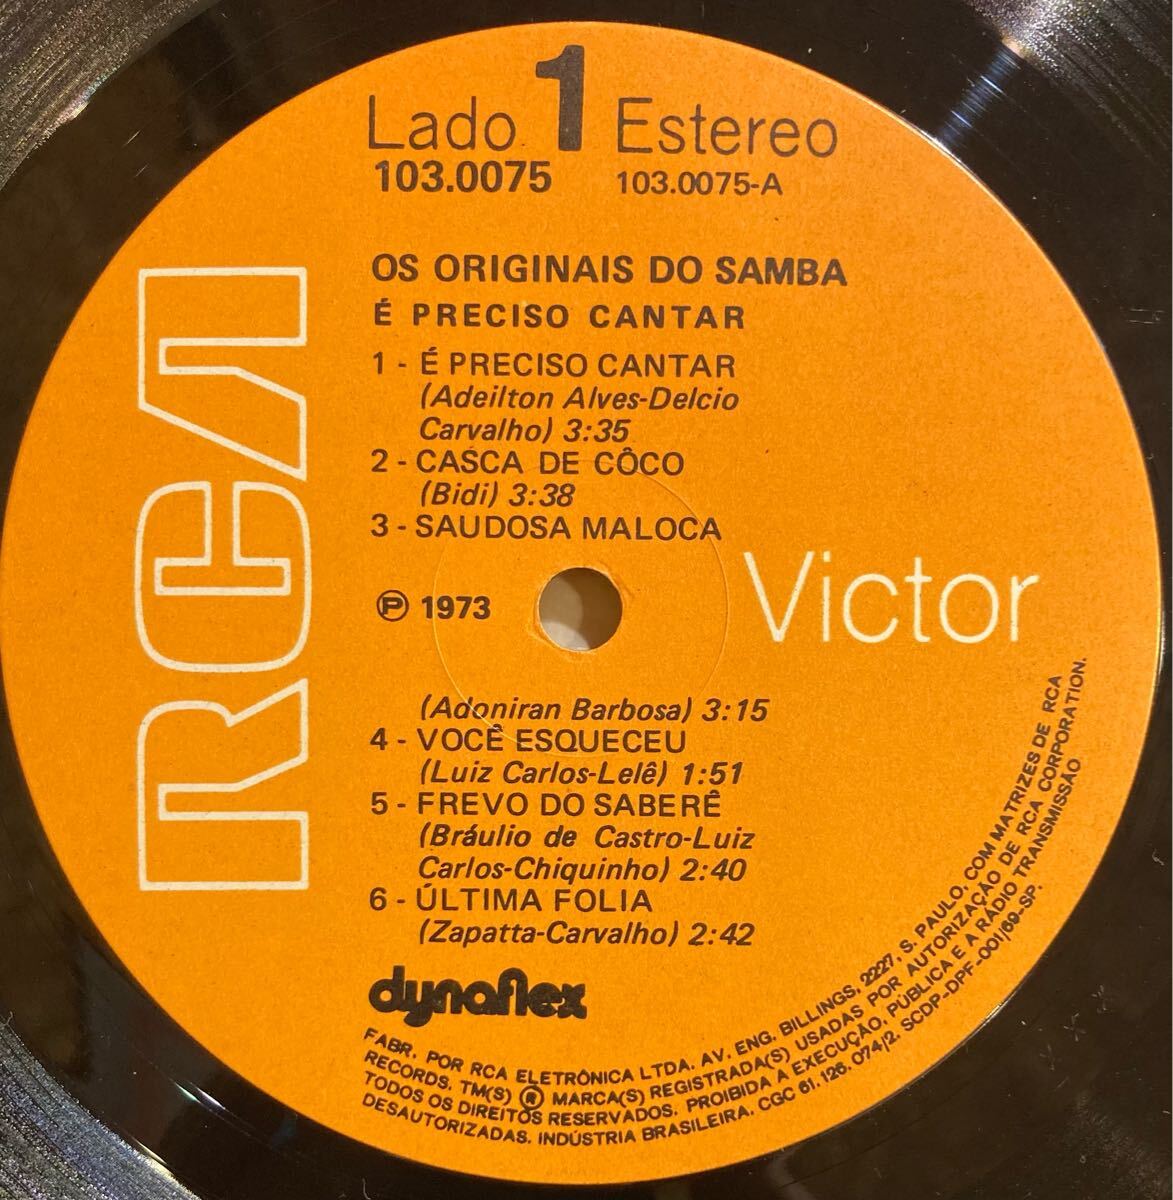 Lado 1 Estereo
103.0075 103.0075-A
OS ORIGINAIS DO SAMBA
É PRECISO CANTAR
1 - É PRECISO CANTAR
(Adeilton Alves-Delcio
Carvalho) 3:35
2 - CASCA DE CÔCO
(Bidi) 3:38
3 - SAUDOSA MALOCA
℗ 1973
(Adoniran Barbosa) 3:15
4 - VOCÊ ESQUECEU
(Luiz Carlos-Lelê) 1:51
5 - FREVO DO SABERÊ
(Bráulio de Castro-Luiz
Carlos-Chiquinho) 2:40
6 - ÚLTIMA FOLIA
(Zapatta-Carvalho) 2:42
RCA
Victor
dynaflex
FABR. POR RCA ELETRÔNICA LTDA. AV. ENG. BILLINGS, 2227, S. PAULO, COM MATRIZES DE RCA
RECORDS. TM(S) ® MARCA(S) REGISTRADA(S) USADAS POR AUTORIZAÇÃO DE RCA CORPORATION.
TODOS OS DIREITOS RESERVADOS. PROIBIDA A EXECUÇÃO, PÚBLICA E A RÁDIO TRANSMISSÃO
DESAUTORIZADAS. INDÚSTRIA BRASILEIRA. CGC 61.126.074/2. SCDP-DPF-001/69-SP.